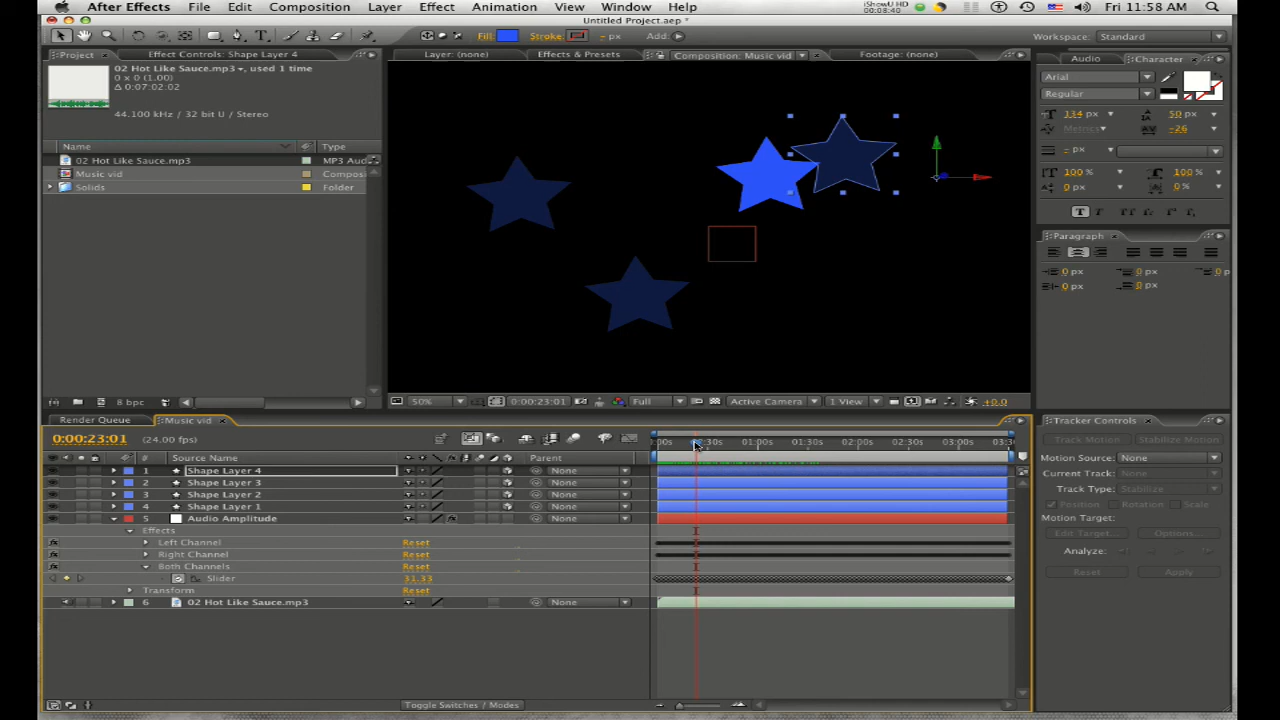 After Effects File Edit Composition Layer Effect Animation View Window Help iShowU HD 00:08:40 Fri 11:58 AM
Untitled Project.aep *
Fill: Stroke: - px Add: Workspace: Standard
Project Effect Controls: Shape Layer 4 Layer: (none) Effects & Presets Composition: Music vid Footage: (none) Audio Character
02 Hot Like Sauce.mp3 , used 1 time
0 x 0 (1.00)
Δ 0:07:02.02
44.100 kHz / 32 bit U / Stereo
Arial
Regular
134 px 50 px
Metrics -26
- px
100 % 100 %
0 px 0 %
T T TT Tr
Name Type
02 Hot Like Sauce.mp3 MP3 Aud
Music vid Compos
Solids Folder
Paragraph
0 px 0 px 0 p
0 px 0 px
8 bpc 50% 0:00:23:01 Full Active Camera 1 View +0.0
Render Queue Music vid Tracker Controls
0:00:23:01 (24.00 fps)
:00s 30s 01:00s 01:30s 02:00s 02:30s 03:00s 03:3
# Source Name Parent
1 Shape Layer 4 None
2 Shape Layer 3 None
3 Shape Layer 2 None
4 Shape Layer 1 None
5 Audio Amplitude None
Effects
Left Channel Reset
Right Channel Reset
Both Channels Reset
Slider 31.33
Transform Reset
6 02 Hot Like Sauce.mp3 None
Toggle Switches / Modes
Track Motion Stabilize Motion
Motion Source: None
Current Track: None
Track Type: Stabilize
Position Rotation Scale
Motion Target:
Edit Target... Options...
Analyze:
Reset Apply